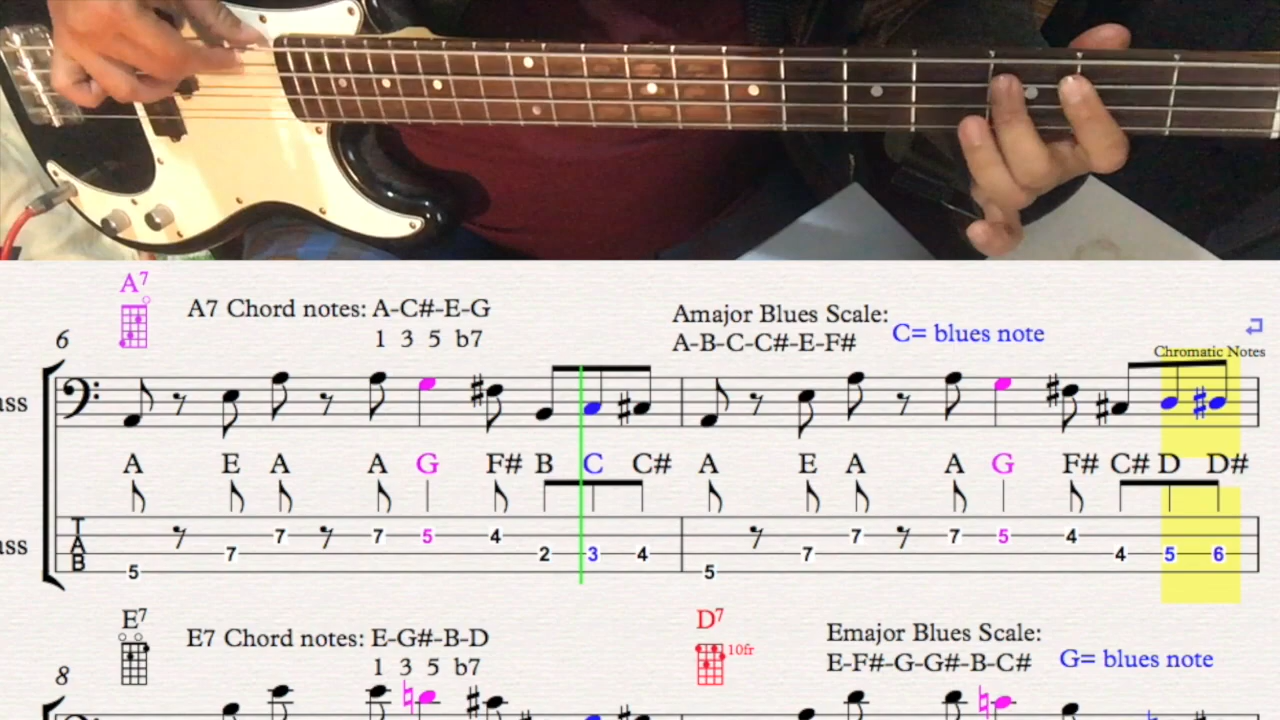 A7
A7 Chord notes: A-C#-E-G
1 3 5 b7
Amajor Blues Scale:
A-B-C-C#-E-F#
C= blues note
Chromatic Notes
6
ass
A E A A G F# B C C# A E A A G F# C# D D#
ass
T
A
B
5 7 7 7 5 4 2 3 4 5 7 7 7 5 4 4 5 6
E7
E7 Chord notes: E-G#-B-D
1 3 5 b7
D7
10fr
Emajor Blues Scale:
E-F#-G-G#-B-C#
G= blues note
8